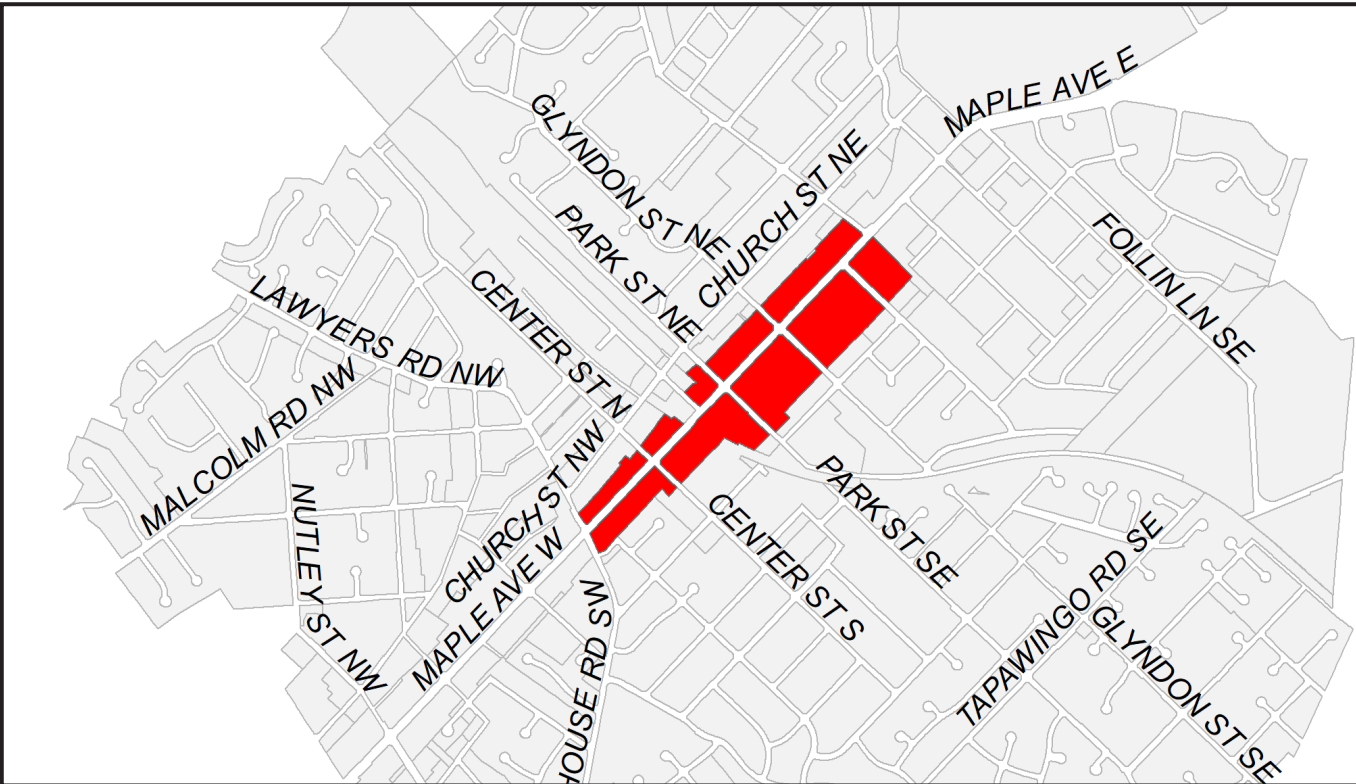 MAPLE AVE E
GLYNDON ST NE
CHURCH ST NE
PARK ST NE
FOLLIN LN SE
CENTER ST N
LAWYERS RD NW
MALCOLM RD NW
CHURCH ST NW
NUTLEY ST NW
MAPLE AVE W
PARK ST SE
CENTER ST S
HOUSE RD SW
TAPAWINGO RD SE
GLYNDON ST SE